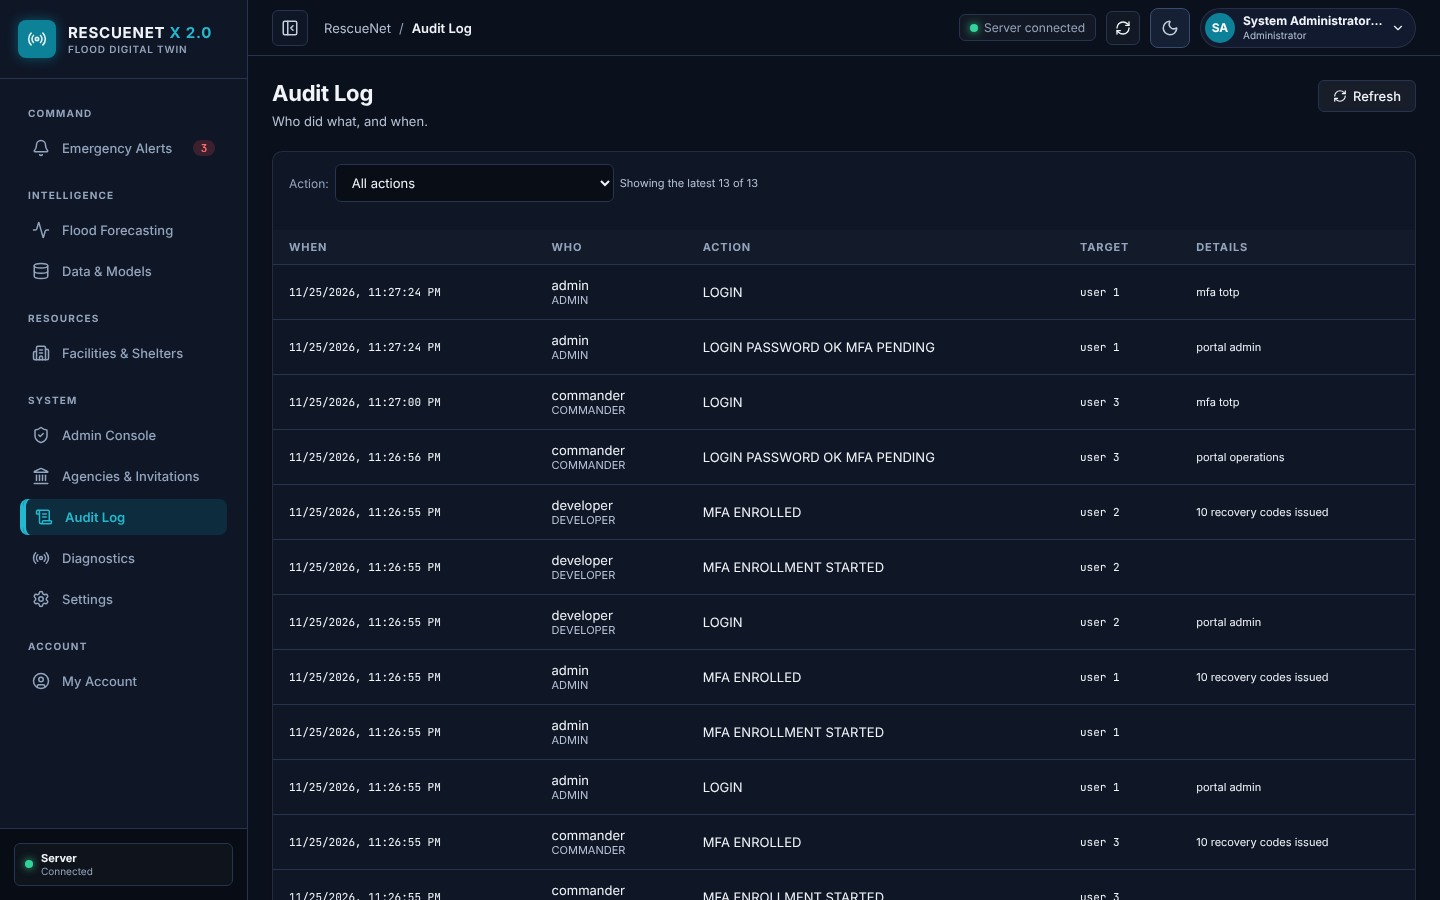 RESCUENET X 2.0
FLOOD DIGITAL TWIN
COMMAND
Emergency Alerts 3
INTELLIGENCE
Flood Forecasting
Data & Models
RESOURCES
Facilities & Shelters
SYSTEM
Admin Console
Agencies & Invitations
Audit Log
Diagnostics
Settings
ACCOUNT
My Account
Server
Connected
RescueNet / Audit Log
Server connected
SA
System Administrator...
Administrator
Audit Log
Who did what, and when.
Refresh
Action: All actions Showing the latest 13 of 13
WHEN WHO ACTION TARGET DETAILS
11/25/2026, 11:27:24 PM admin LOGIN user 1 mfa totp
ADMIN
11/25/2026, 11:27:24 PM admin LOGIN PASSWORD OK MFA PENDING user 1 portal admin
ADMIN
11/25/2026, 11:27:00 PM commander LOGIN user 3 mfa totp
COMMANDER
11/25/2026, 11:26:56 PM commander LOGIN PASSWORD OK MFA PENDING user 3 portal operations
COMMANDER
11/25/2026, 11:26:55 PM developer MFA ENROLLED user 2 10 recovery codes issued
DEVELOPER
11/25/2026, 11:26:55 PM developer MFA ENROLLMENT STARTED user 2
DEVELOPER
11/25/2026, 11:26:55 PM developer LOGIN user 2 portal admin
DEVELOPER
11/25/2026, 11:26:55 PM admin MFA ENROLLED user 1 10 recovery codes issued
ADMIN
11/25/2026, 11:26:55 PM admin MFA ENROLLMENT STARTED user 1
ADMIN
11/25/2026, 11:26:55 PM admin LOGIN user 1 portal admin
ADMIN
11/25/2026, 11:26:55 PM commander MFA ENROLLED user 3 10 recovery codes issued
COMMANDER
11/25/2026, 11:26:55 PM commander MFA ENROLLMENT STARTED user 3